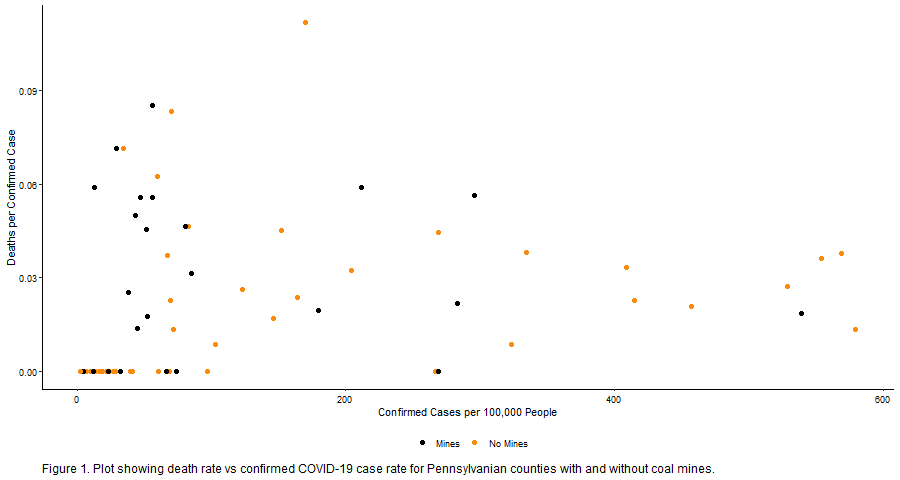 0.09
0.06
0.03
0.00
Deaths per Confirmed Case
0 200 400 600
Confirmed Cases per 100,000 People
Mines No Mines
Figure 1. Plot showing death rate vs confirmed COVID-19 case rate for Pennsylvanian counties with and without coal mines.